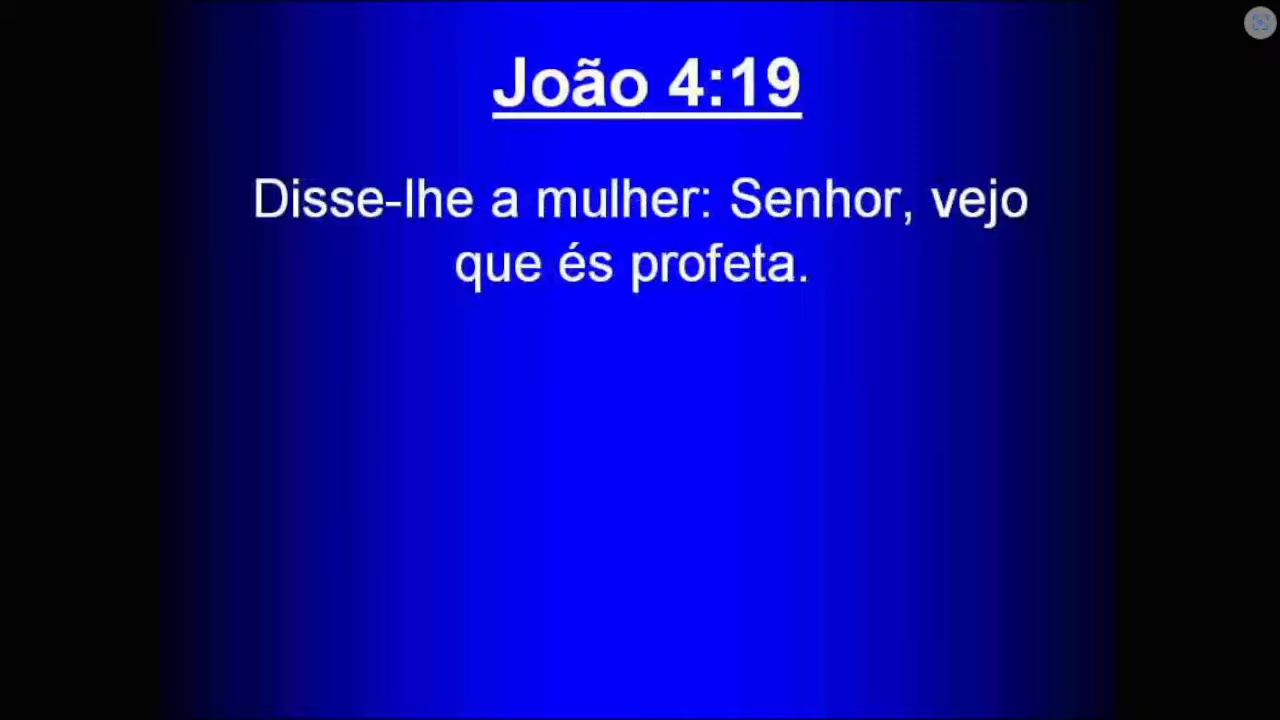 João 4:19
Disse-lhe a mulher: Senhor, vejo
que és profeta.